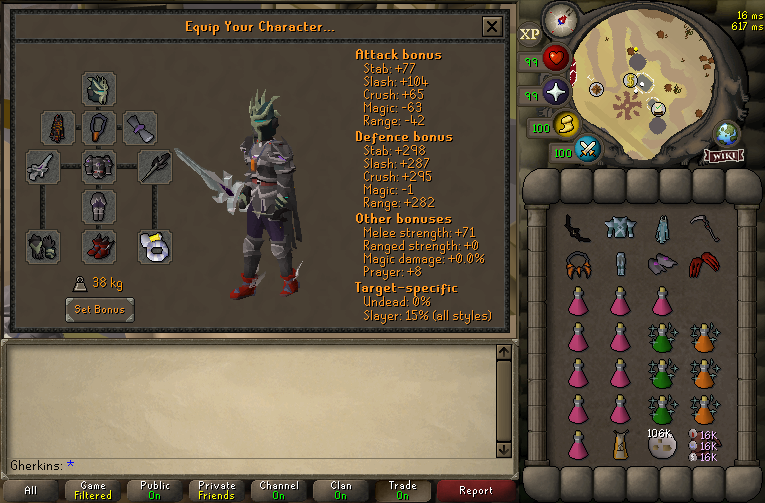 Equip Your Character...
16 ms
617 ms
XP
99
99
100
100
WIKI
Attack bonus
Stab: +77
Slash: +104
Crush: +65
Magic: -63
Range: -42
Defence bonus
Stab: +298
Slash: +287
Crush: +295
Magic: -1
Range: +282
Other bonuses
Melee strength: +71
Ranged strength: +0
Magic damage: +0.0%
Prayer: +8
Target-specific
Undead: 0%
Slayer: 15% (all styles)
38 kg
Set Bonus
106K
16K
16K
16K
Gherkins: *
All
Game
Filtered
Public
On
Private
Friends
Channel
On
Clan
On
Trade
On
Report